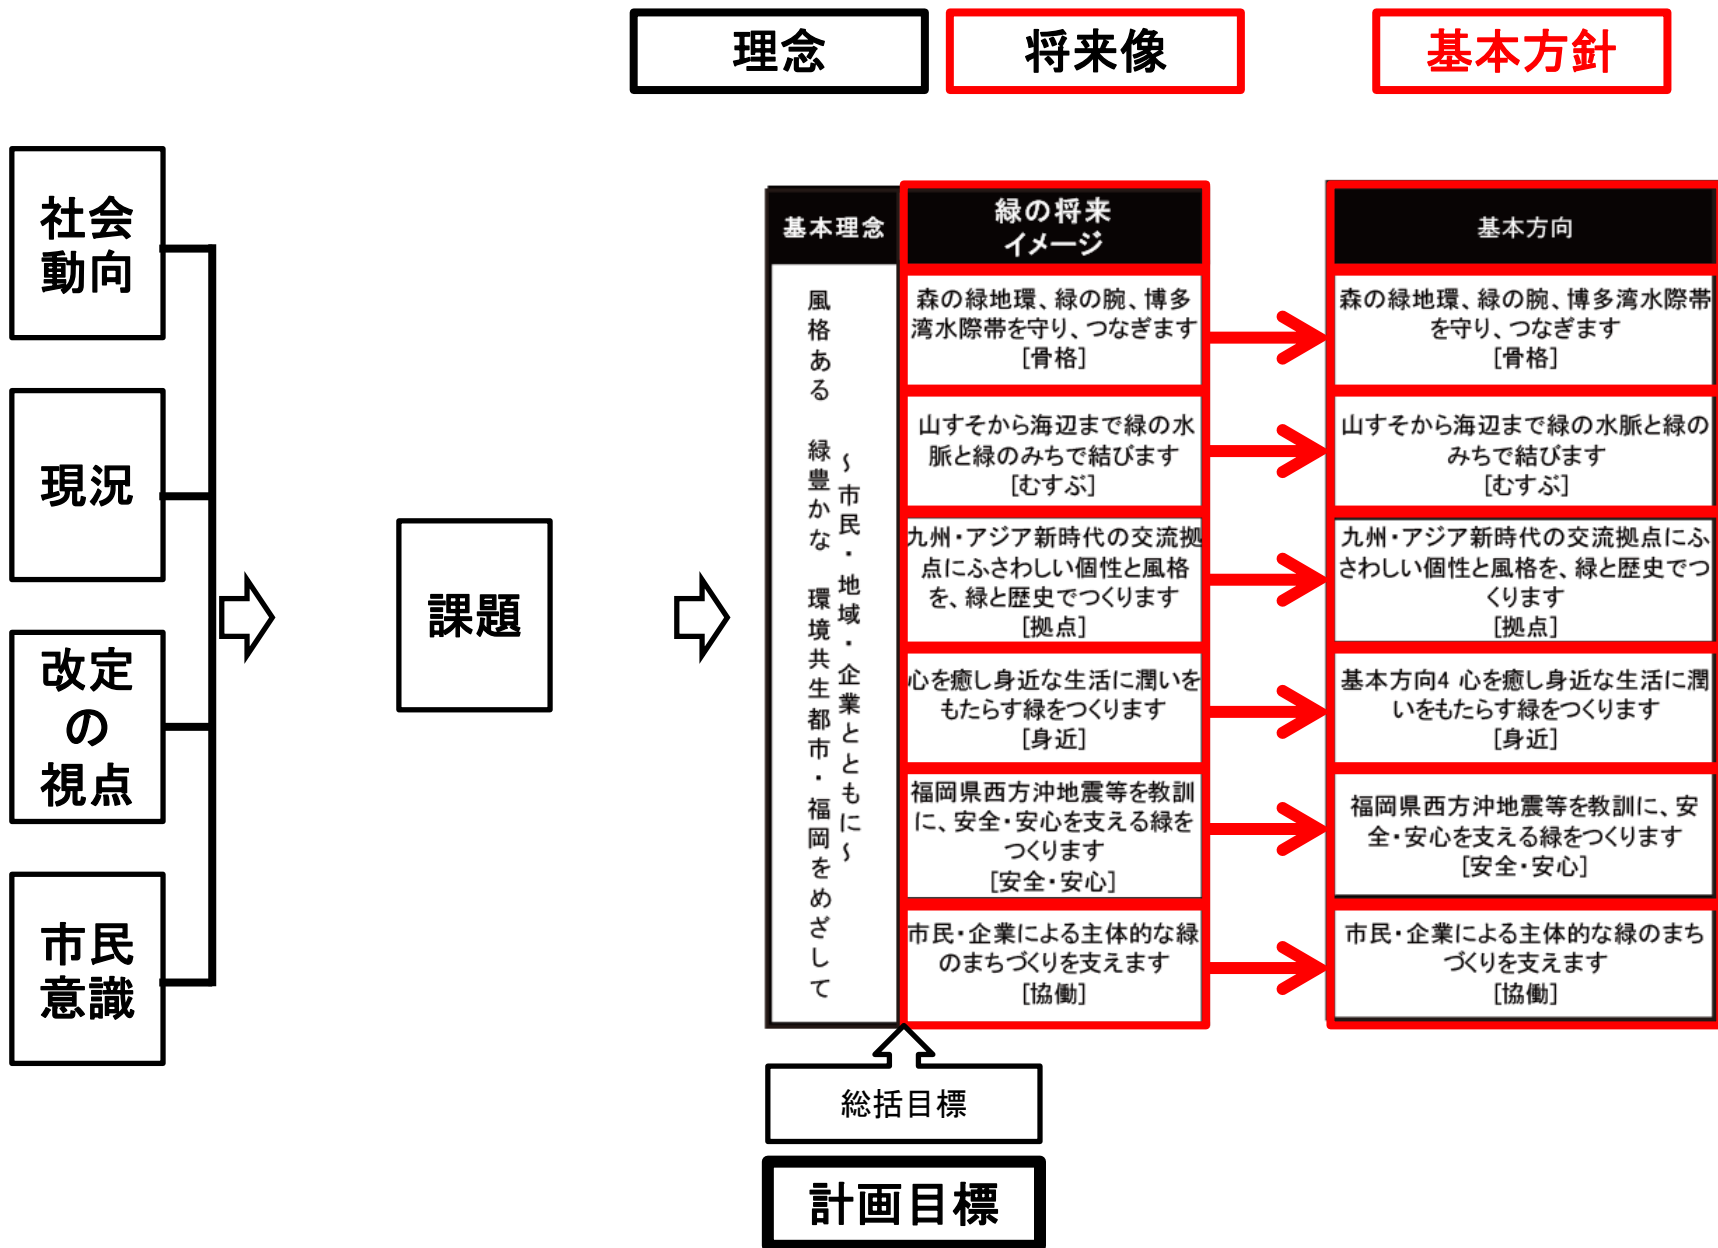 理念
将来像
基本方針
社会
動向
現況
改定
の
視点
市民
意識
課題
基本理念
風格ある 緑豊かな 環境共生都市・福岡をめざして
~市民・地域・企業とともに~
緑の将来
イメージ
森の緑地環、緑の腕、博多
湾水際帯を守り、つなぎます
[骨格]
山すそから海辺まで緑の水
脈と緑のみちで結びます
[むすぶ]
九州・アジア新時代の交流拠
点にふさわしい個性と風格
を、緑と歴史でつくります
[拠点]
心を癒し身近な生活に潤いを
もたらす緑をつくります
[身近]
福岡県西方沖地震等を教訓
に、安全・安心を支える緑を
つくります
[安全・安心]
市民・企業による主体的な緑
のまちづくりを支えます
[協働]
基本方向
森の緑地環、緑の腕、博多湾水際帯
を守り、つなぎます
[骨格]
山すそから海辺まで緑の水脈と緑の
みちで結びます
[むすぶ]
九州・アジア新時代の交流拠点にふ
さわしい個性と風格を、緑と歴史でつ
くります
[拠点]
基本方向4 心を癒し身近な生活に潤
いをもたらす緑をつくります
[身近]
福岡県西方沖地震等を教訓に、安
全・安心を支える緑をつくります
[安全・安心]
市民・企業による主体的な緑のまち
づくりを支えます
[協働]
総括目標
計画目標